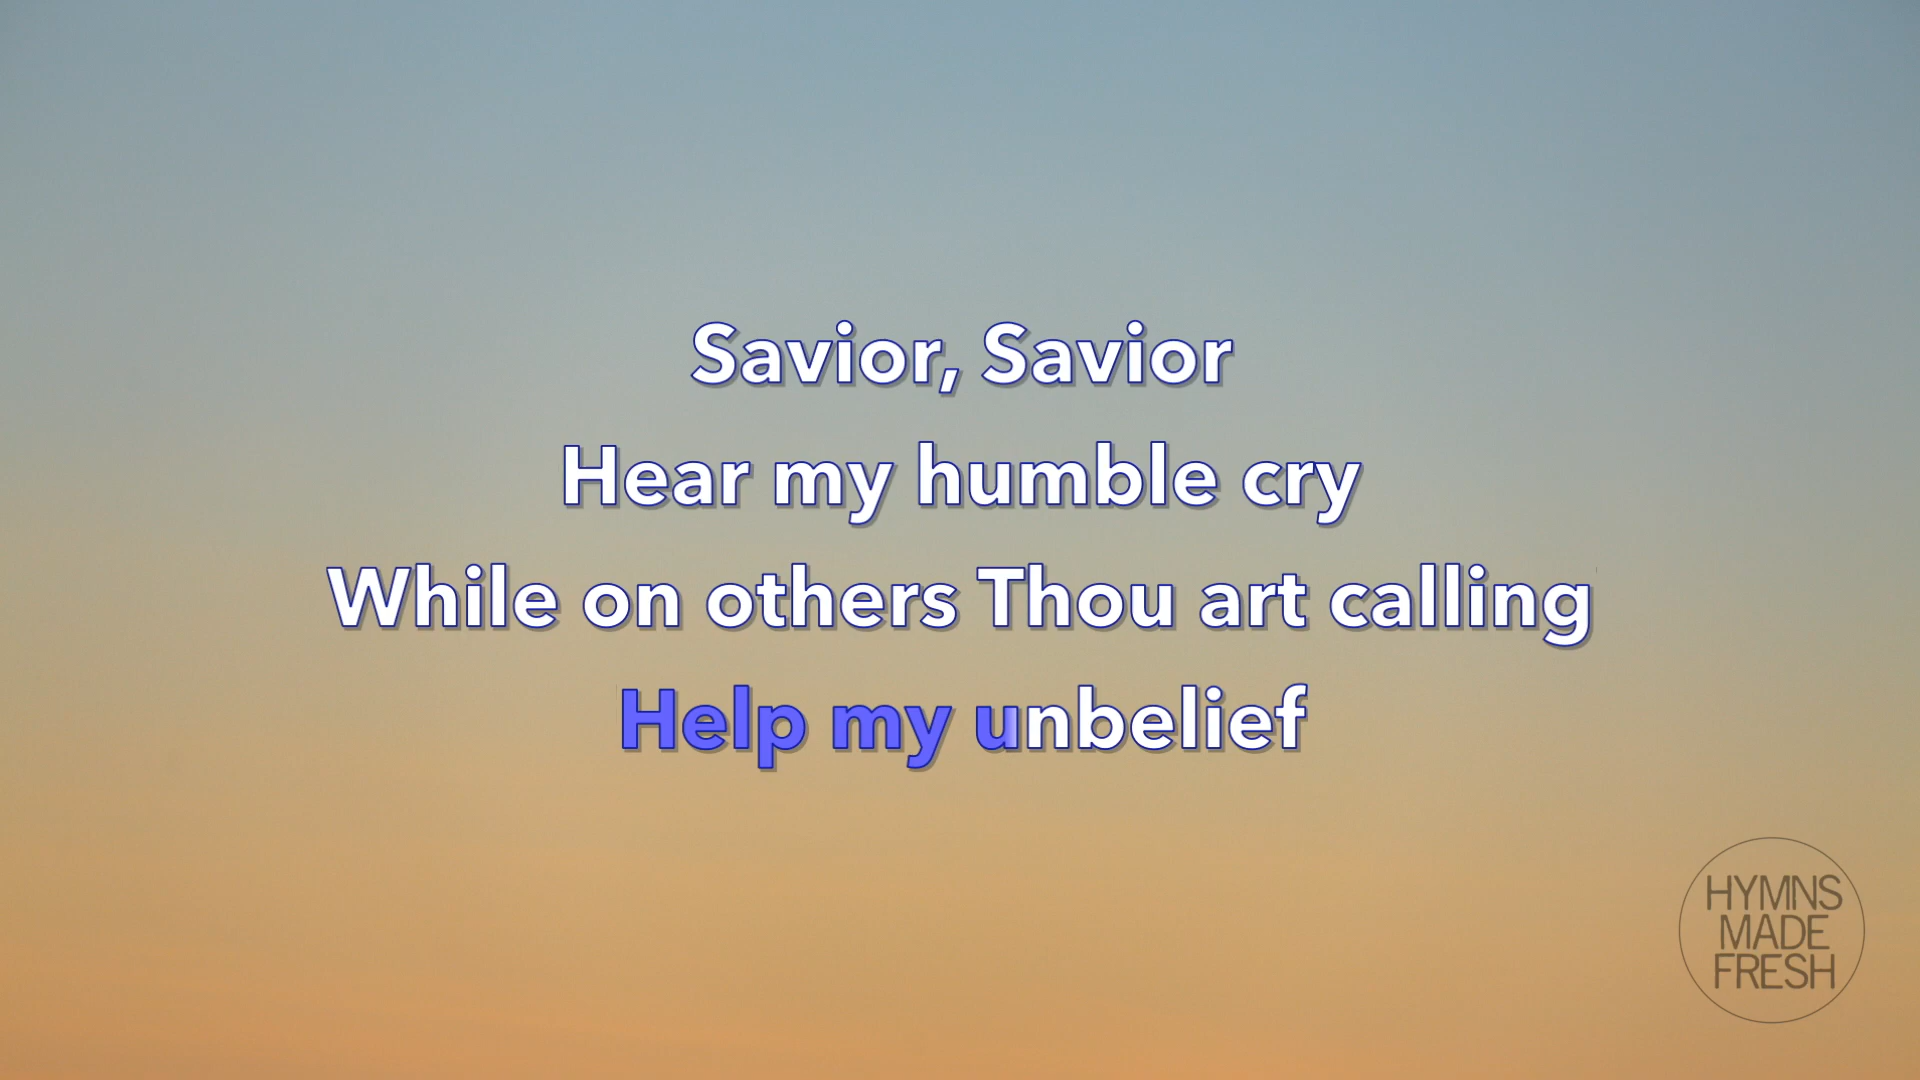 Savior, Savior
Hear my humble cry
While on others Thou art calling
Help my unbelief
HYMNS
MADE
FRESH